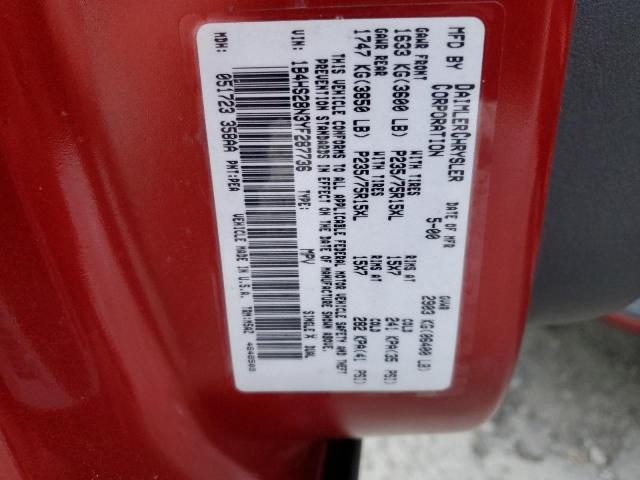 MFD BY DAIMLERCHRYSLER CORPORATION
DATE OF MFR 5-00
GVWR 2903 KG(06400 LB)
GAWR FRONT WITH TIRES RIMS AT COLD
1633 KG(3600 LB) P235/75R15XL 15X7 241 KPA(35 PSI)
GAWR REAR WITH TIRES RIMS AT COLD
1747 KG(3850 LB) P235/75R15XL 15X7 282 KPA(41 PSI)
THIS VEHICLE CONFORMS TO ALL APPLICABLE FEDERAL MOTOR VEHICLE SAFETY AND THEFT
PREVENTION STANDARDS IN EFFECT ON THE DATE OF MANUFACTURE SHOWN ABOVE.
VIN: 1B4HS28N3YF287736 TYPE: MPV SINGLE X DUAL
MDH: 051723 358AA PNT:PEA VEHICLE MADE IN U.S.A.